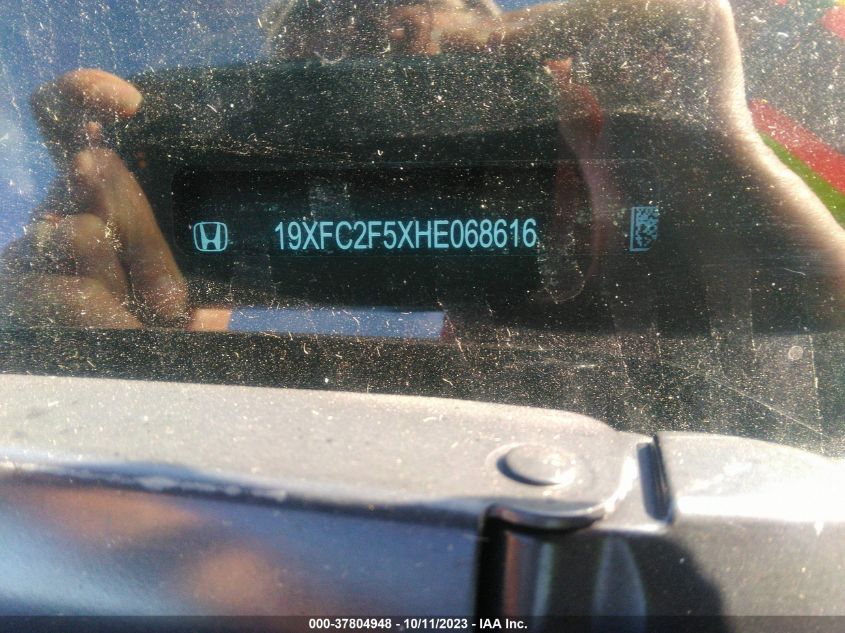 19XFC2F5XHE068616
000-37804948 - 10/11/2023 - IAA Inc.